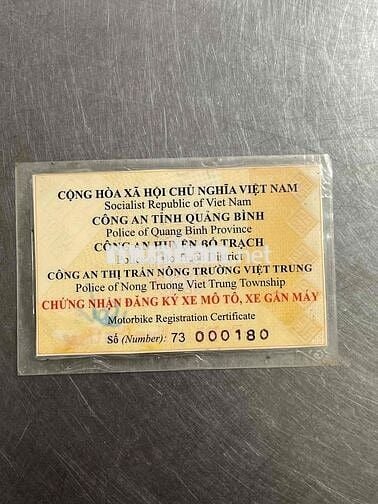 CỘNG HÒA XÃ HỘI CHỦ NGHĨA VIỆT NAM
Socialist Republic of Viet Nam
CÔNG AN TỈNH QUẢNG BÌNH
Police of Quang Binh Province
CÔNG AN HUYỆN BỐ TRẠCH
District
CÔNG AN THỊ TRẤN NÔNG TRƯỜNG VIỆT TRUNG
Police of Nong Truong Viet Trung Township
CHỨNG NHẬN ĐĂNG KÝ XE MÔ TÔ, XE GẮN MÁY
Motorbike Registration Certificate
Số (Number): 73 000180